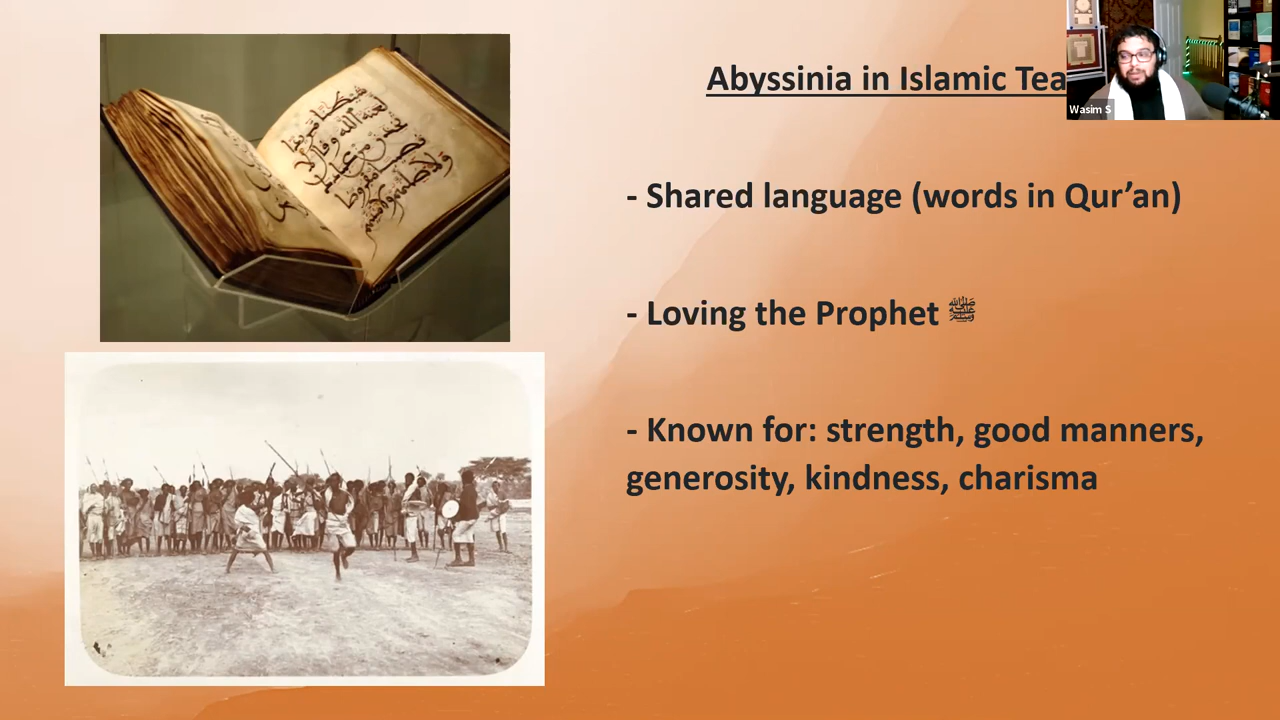 Abyssinia in Islamic Tea
Wasim S
- Shared language (words in Qur’an)
- Loving the Prophet ﷺ
- Known for: strength, good manners,
generosity, kindness, charisma